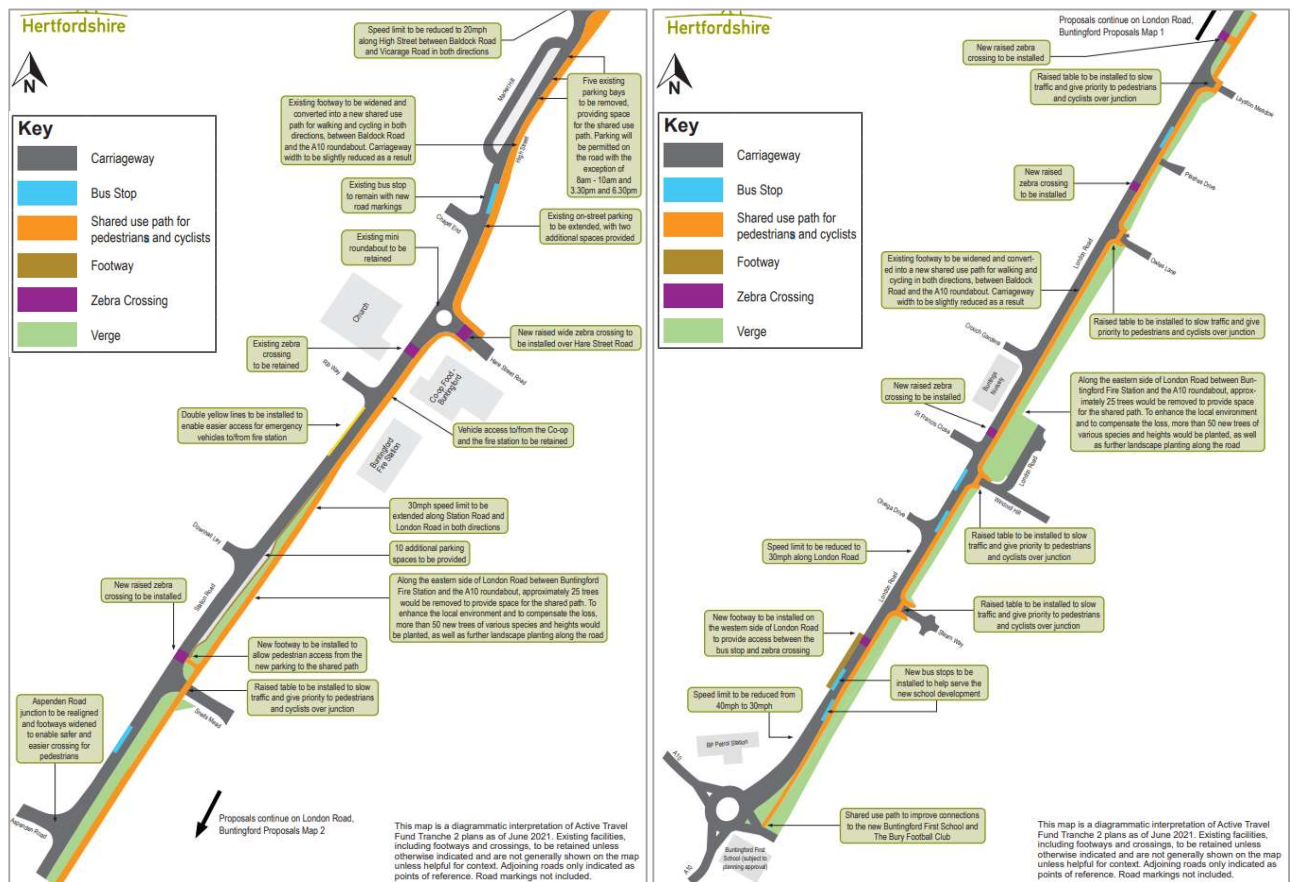 Hertfordshire
N
Key
Carriageway
Bus Stop
Shared use path for
pedestrians and cyclists
Footway
Zebra Crossing
Verge
Speed limit to be reduced to 20mph
along High Street between Baldock Road
and Vicarage Road in both directions
Market Hill
Five existing
parking bays
to be removed,
providing
space for the
shared use
path. Parking will
be permitted
on the road with the
exception of
8am - 10am and
3.30pm and 6.30pm
Existing footway to be widened and
converted into a new shared use
path for walking and cycling in both
directions, between Baldock Road
and the A10 roundabout. Carriageway
width to be slightly reduced as a result
High Street
Existing bus stop
to remain with new
road markings
Chapel End
Existing on-street parking
to be extended, with two
additional spaces provided
Existing mini
roundabout to be
retained
Church
New raised wide zebra crossing to
be installed over Hare Street Road
Hare Street Road
Existing zebra
crossing
to be retained
Rib Way
Co-op Food -
Buntingford
Double yellow lines to be installed to
enable easier access for emergency
vehicles to/from fire station
Vehicle access to/from the Co-op
and the fire station to be retained
Buntingford
Fire Station
30mph speed limit to be
extended along Station Road and
London Road in both directions
Downhall Ley
10 additional parking
spaces to be provided
Station Road
New raised zebra
crossing to be installed
Along the eastern side of London Road between Buntingford
Fire Station and the A10 roundabout, approximately 25 trees
would be removed to provide space for the shared path. To
enhance the local environment and to compensate the loss,
more than 50 new trees of various species and heights would
be planted, as well as further landscape planting along the road
New footway to be installed to
allow pedestrian access from the
new parking to the shared path
Raised table to be installed to slow
traffic and give priority to pedestrians
and cyclists over junction
Snells Mead
Aspenden Road
junction to be realigned
and footways widened
to enable safer and
easier crossing for
pedestrians
Aspenden Road
Proposals continue on London Road,
Buntingford Proposals Map 2
This map is a diagrammatic interpretation of Active Travel
Fund Tranche 2 plans as of June 2021. Existing facilities,
including footways and crossings, to be retained unless
otherwise indicated and are not generally shown on the map
unless helpful for context. Adjoining roads only indicated as
points of reference. Road markings not included.
Hertfordshire
N
Key
Carriageway
Bus Stop
Shared use path for
pedestrians and cyclists
Footway
Zebra Crossing
Verge
Proposals continue on London Road,
Buntingford Proposals Map 1
New raised zebra
crossing to be installed
Raised table to be installed to slow
traffic and give priority to pedestrians
and cyclists over junction
Luynes Rise
New raised
zebra crossing
to be installed
Drive
London Road
Owles Lane
Existing footway to be widened and convert-
ed into a new shared use path for walking and
cycling in both directions, between Baldock
Road and the A10 roundabout. Carriageway
width to be slightly reduced as a result
Raised table to be installed to slow traffic and give
priority to pedestrians and cyclists over junction
Crouch Gardens
Buntings
Nursery
New raised zebra
crossing to be installed
St Francis Close
Along the eastern side of London Road between Bun-
tingford Fire Station and the A10 roundabout, approx-
imately 25 trees would be removed to provide space
for the shared path. To enhance the local environment
and to compensate the loss, more than 50 new trees of
various species and heights would be planted, as well
as further landscape planting along the road
London Road
Windmill Hill
Omega Drive
Raised table to be installed to slow
traffic and give priority to pedestrians
and cyclists over junction
Speed limit to be reduced to
30mph along London Road
London Road
Raised table to be installed to slow
traffic and give priority to pedestrians
and cyclists over junction
Way
New footway to be installed on
the western side of London Road
to provide access between the
bus stop and zebra crossing
New bus stops to be
installed to help serve the
new school development
Speed limit to be reduced from
40mph to 30mph
BP Petrol Station
A10
A10
Shared use path to improve connections
to the new Buntingford First School and
The Bury Football Club
Buntingford First
School (subject to
planning approval)
This map is a diagrammatic interpretation of Active Travel
Fund Tranche 2 plans as of June 2021. Existing facilities,
including footways and crossings, to be retained unless
otherwise indicated and are not generally shown on the map
unless helpful for context. Adjoining roads only indicated as
points of reference. Road markings not included.